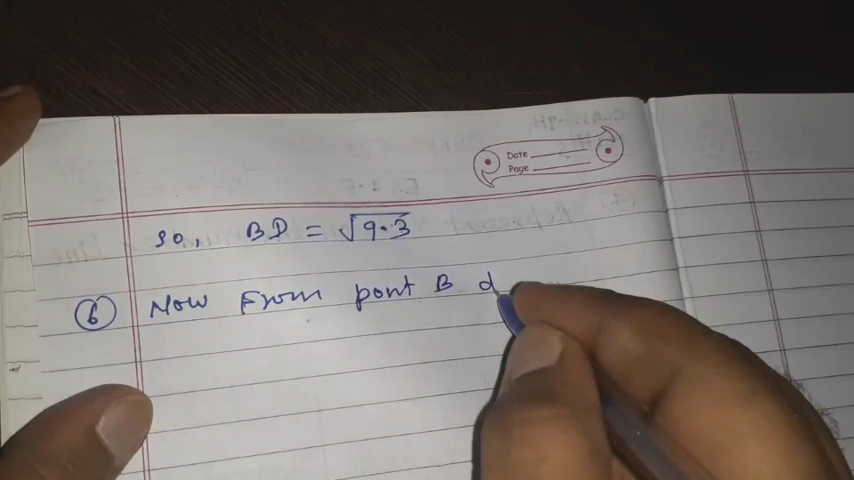 Date
Page
so, BD = √9.3
⑥ Now From pont B d